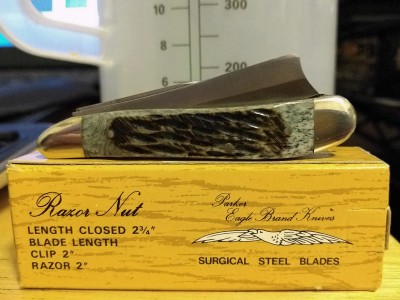 300
10
8
200
6
Razor Nut
LENGTH CLOSED 2¾"
BLADE LENGTH
CLIP 2"
RAZOR 2"
Parker
Eagle Brand Knives"
SURGICAL STEEL BLADES